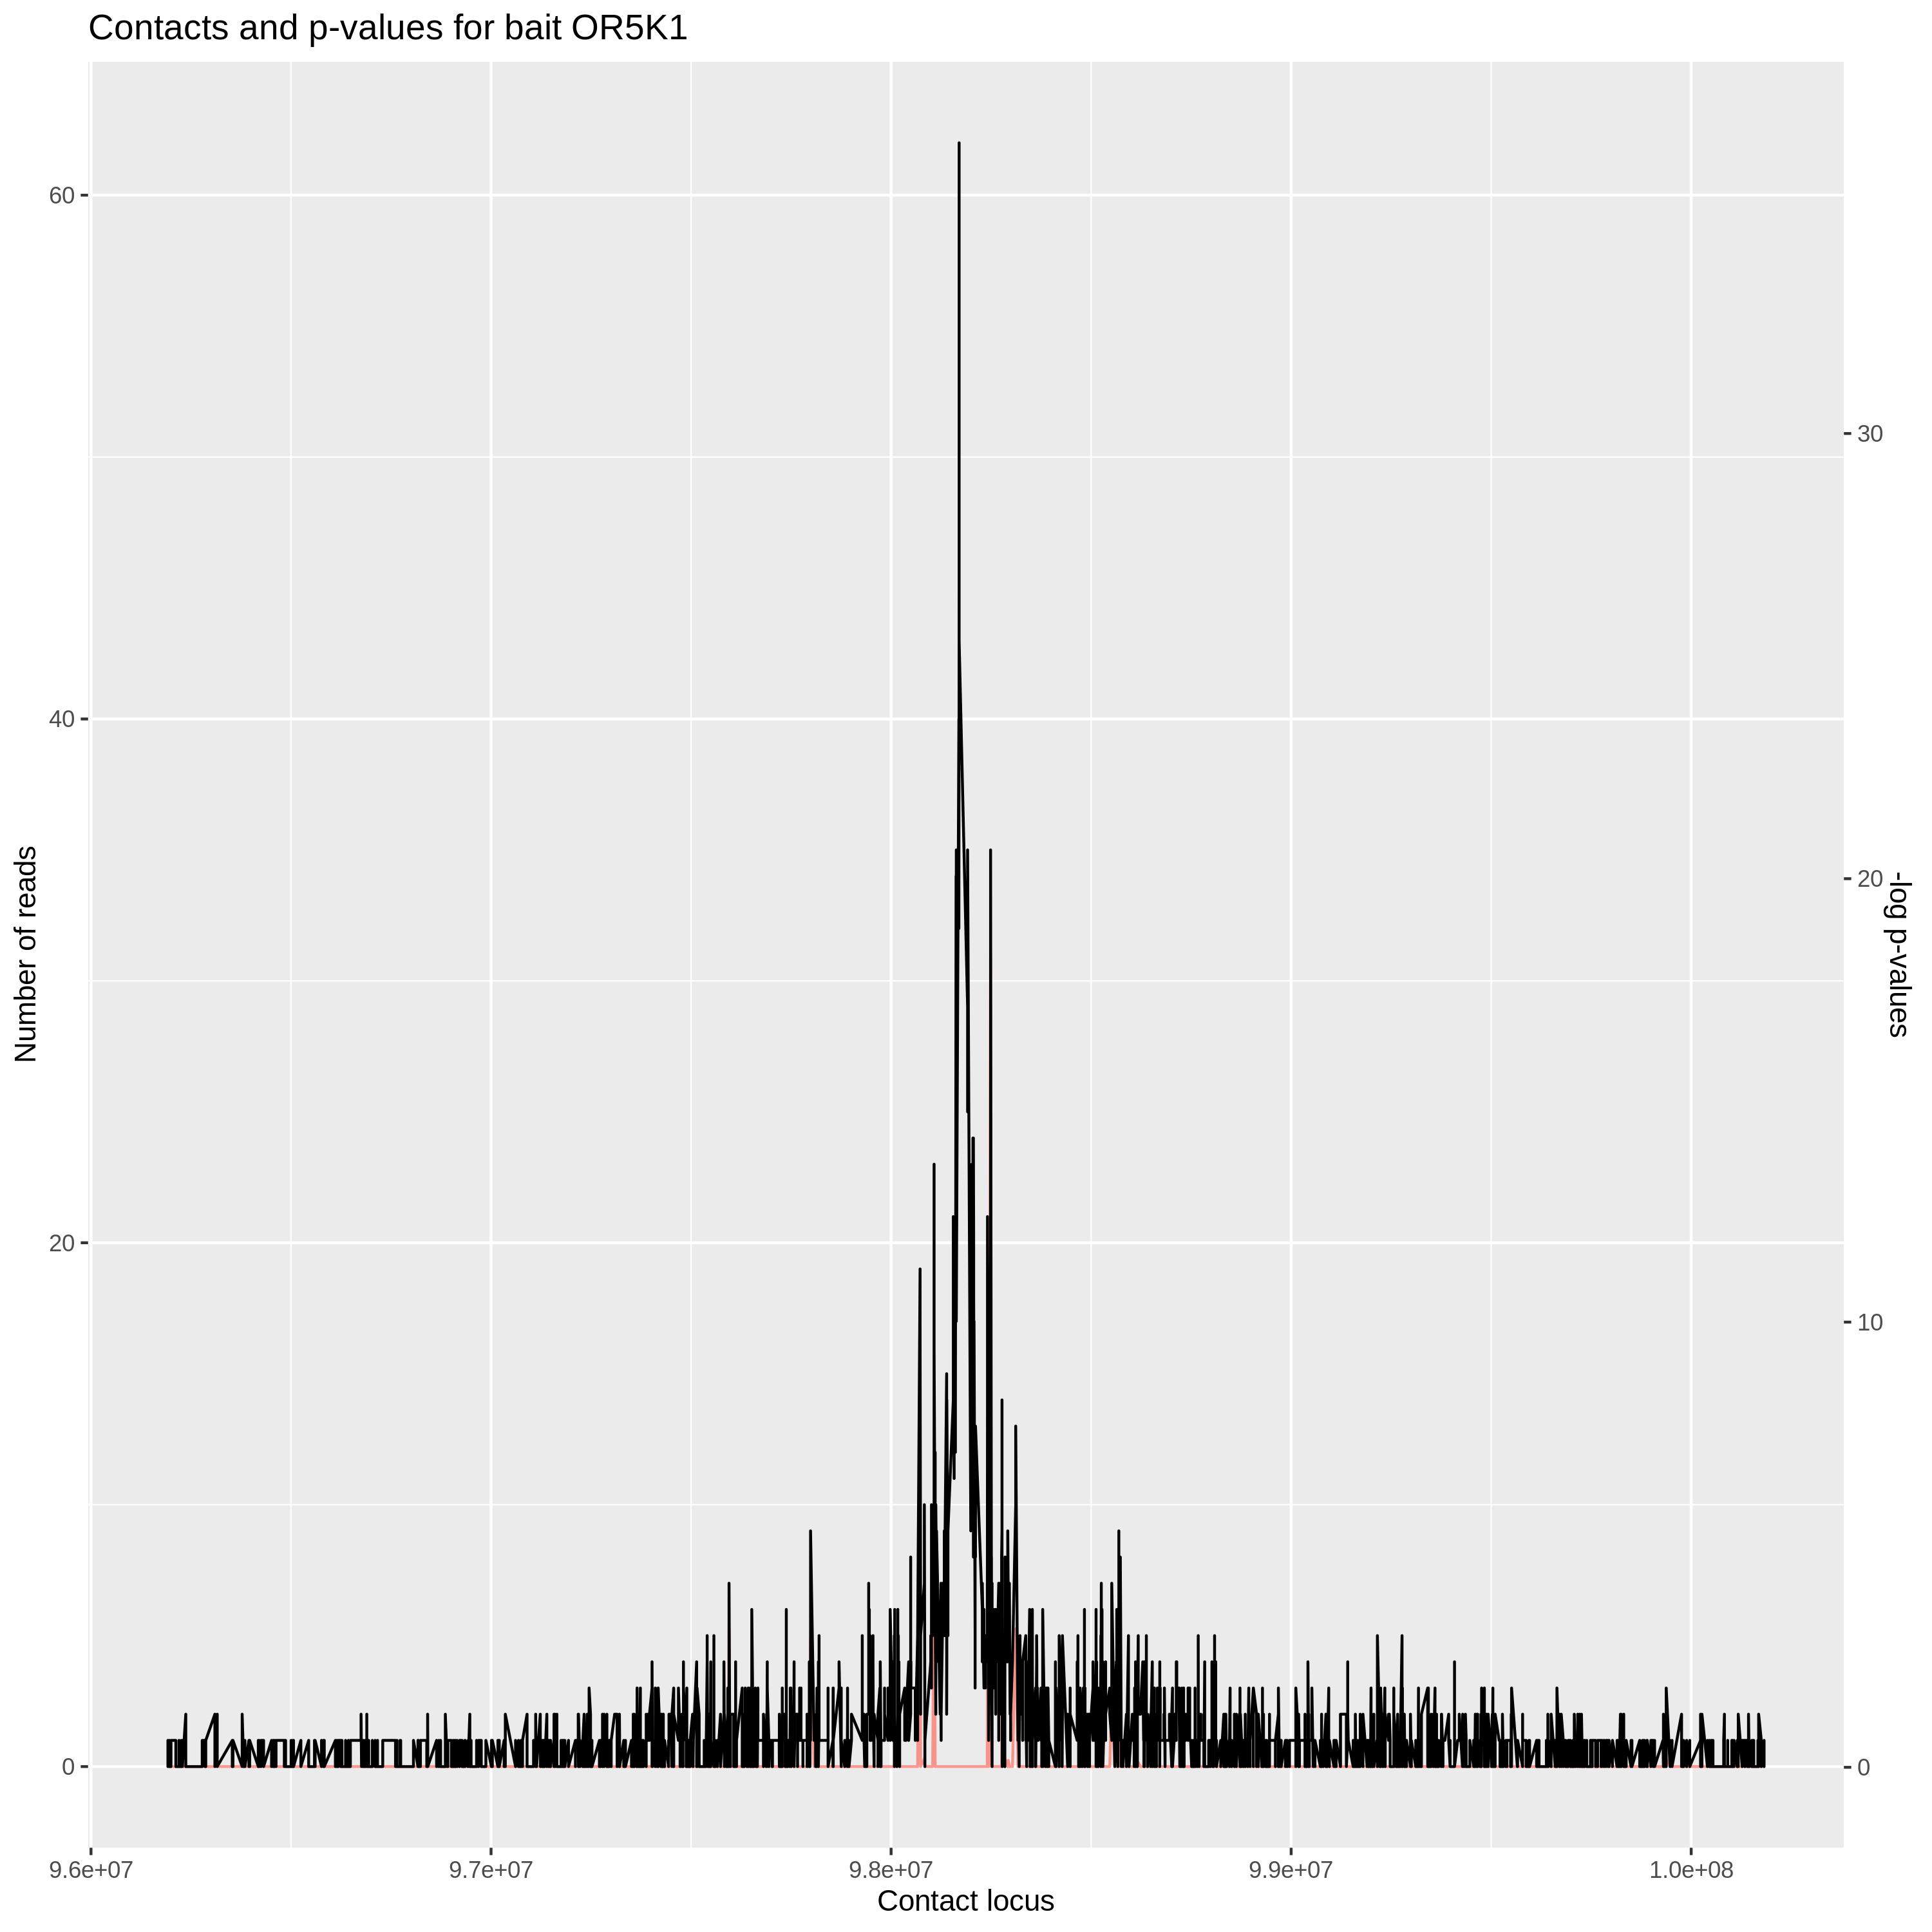 Contacts and p-values for bait OR5K1
60
40
20
0
30
20
10
0
Number of reads
-log p-values
9.6e+07
9.7e+07
9.8e+07
9.9e+07
1.0e+08
Contact locus